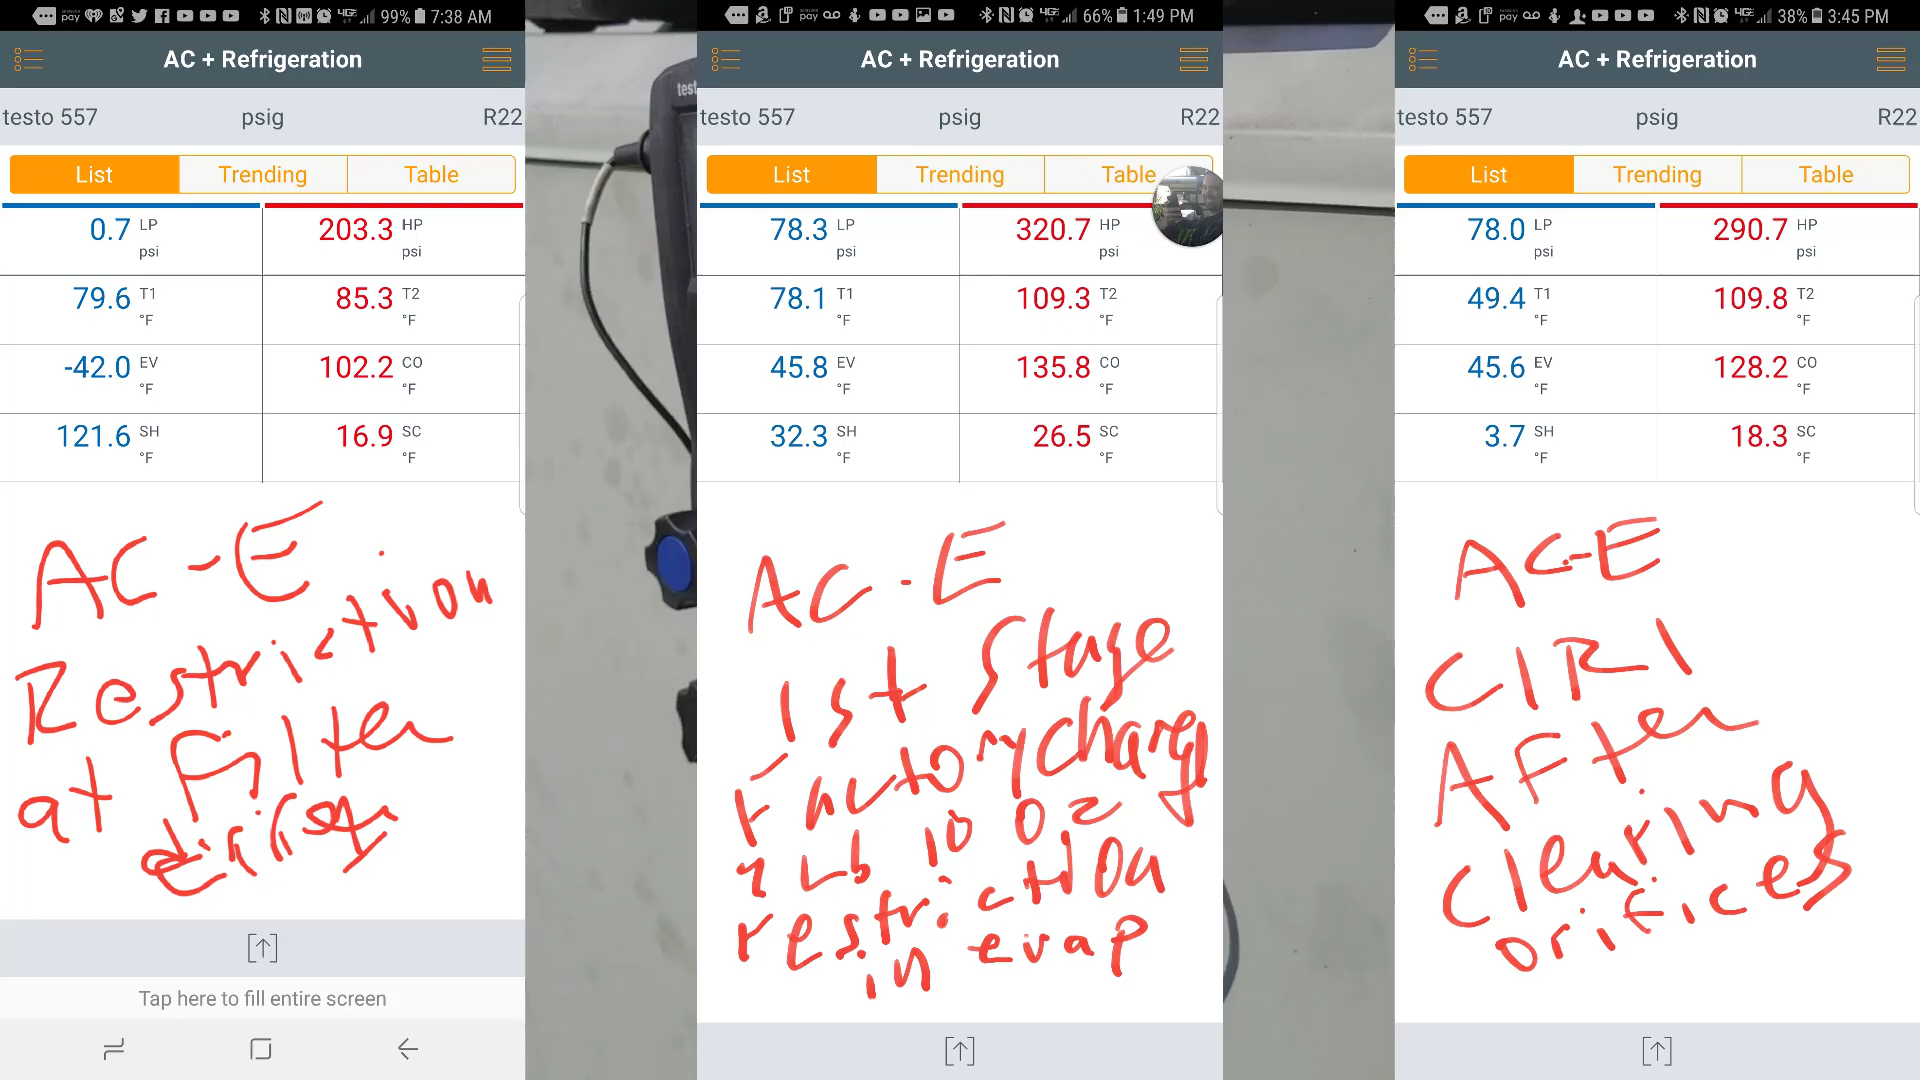 99% 7:38 AM
AC + Refrigeration
testo 557 psig R22
List Trending Table
0.7 LP psi 203.3 HP psi
79.6 T1 °F 85.3 T2 °F
-42.0 EV °F 102.2 CO °F
121.6 SH °F 16.9 SC °F
AC-E
Restriction
at Filter
Tap here to fill entire screen
test
66% 1:49 PM
AC + Refrigeration
testo 557 psig R22
List Trending Table
78.3 LP psi 320.7 HP psi
78.1 T1 °F 109.3 T2 °F
45.8 EV °F 135.8 CO °F
32.3 SH °F 26.5 SC °F
AC-E
1st Stage
Factory charge
2 Lb 10 oz
restriction
in evap
38% 3:45 PM
AC + Refrigeration
testo 557 psig R22
List Trending Table
78.0 LP psi 290.7 HP psi
49.4 T1 °F 109.8 T2 °F
45.6 EV °F 128.2 CO °F
3.7 SH °F 18.3 SC °F
AC-E
CIRI
After
clearing
orifices